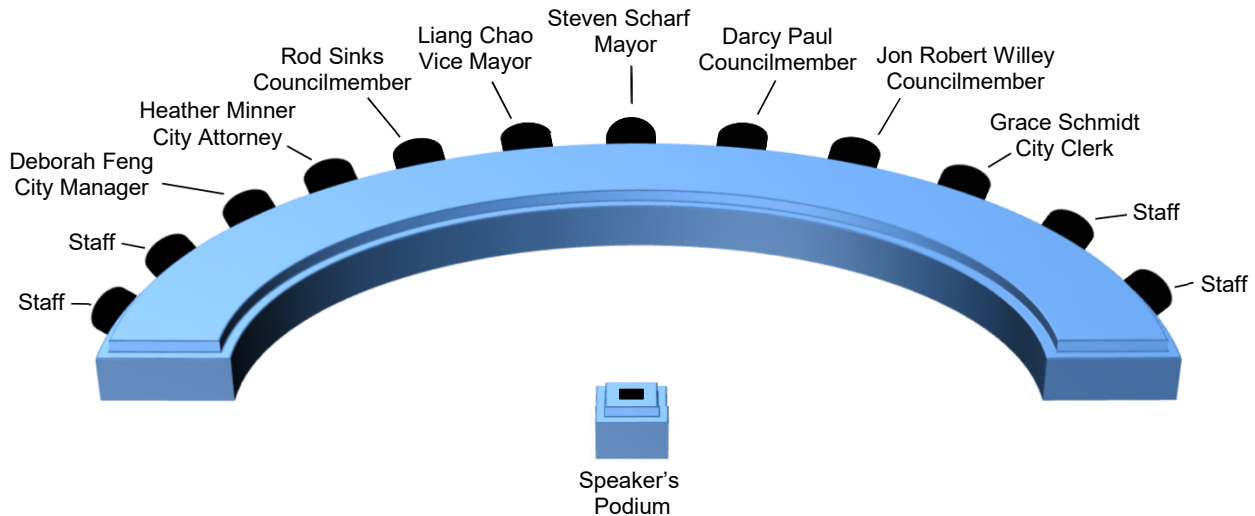 Steven Scharf
Mayor
Liang Chao
Vice Mayor
Darcy Paul
Councilmember
Rod Sinks
Councilmember
Jon Robert Willey
Councilmember
Heather Minner
City Attorney
Grace Schmidt
City Clerk
Deborah Feng
City Manager
Staff
Staff
Staff
Staff
Speaker’s
Podium